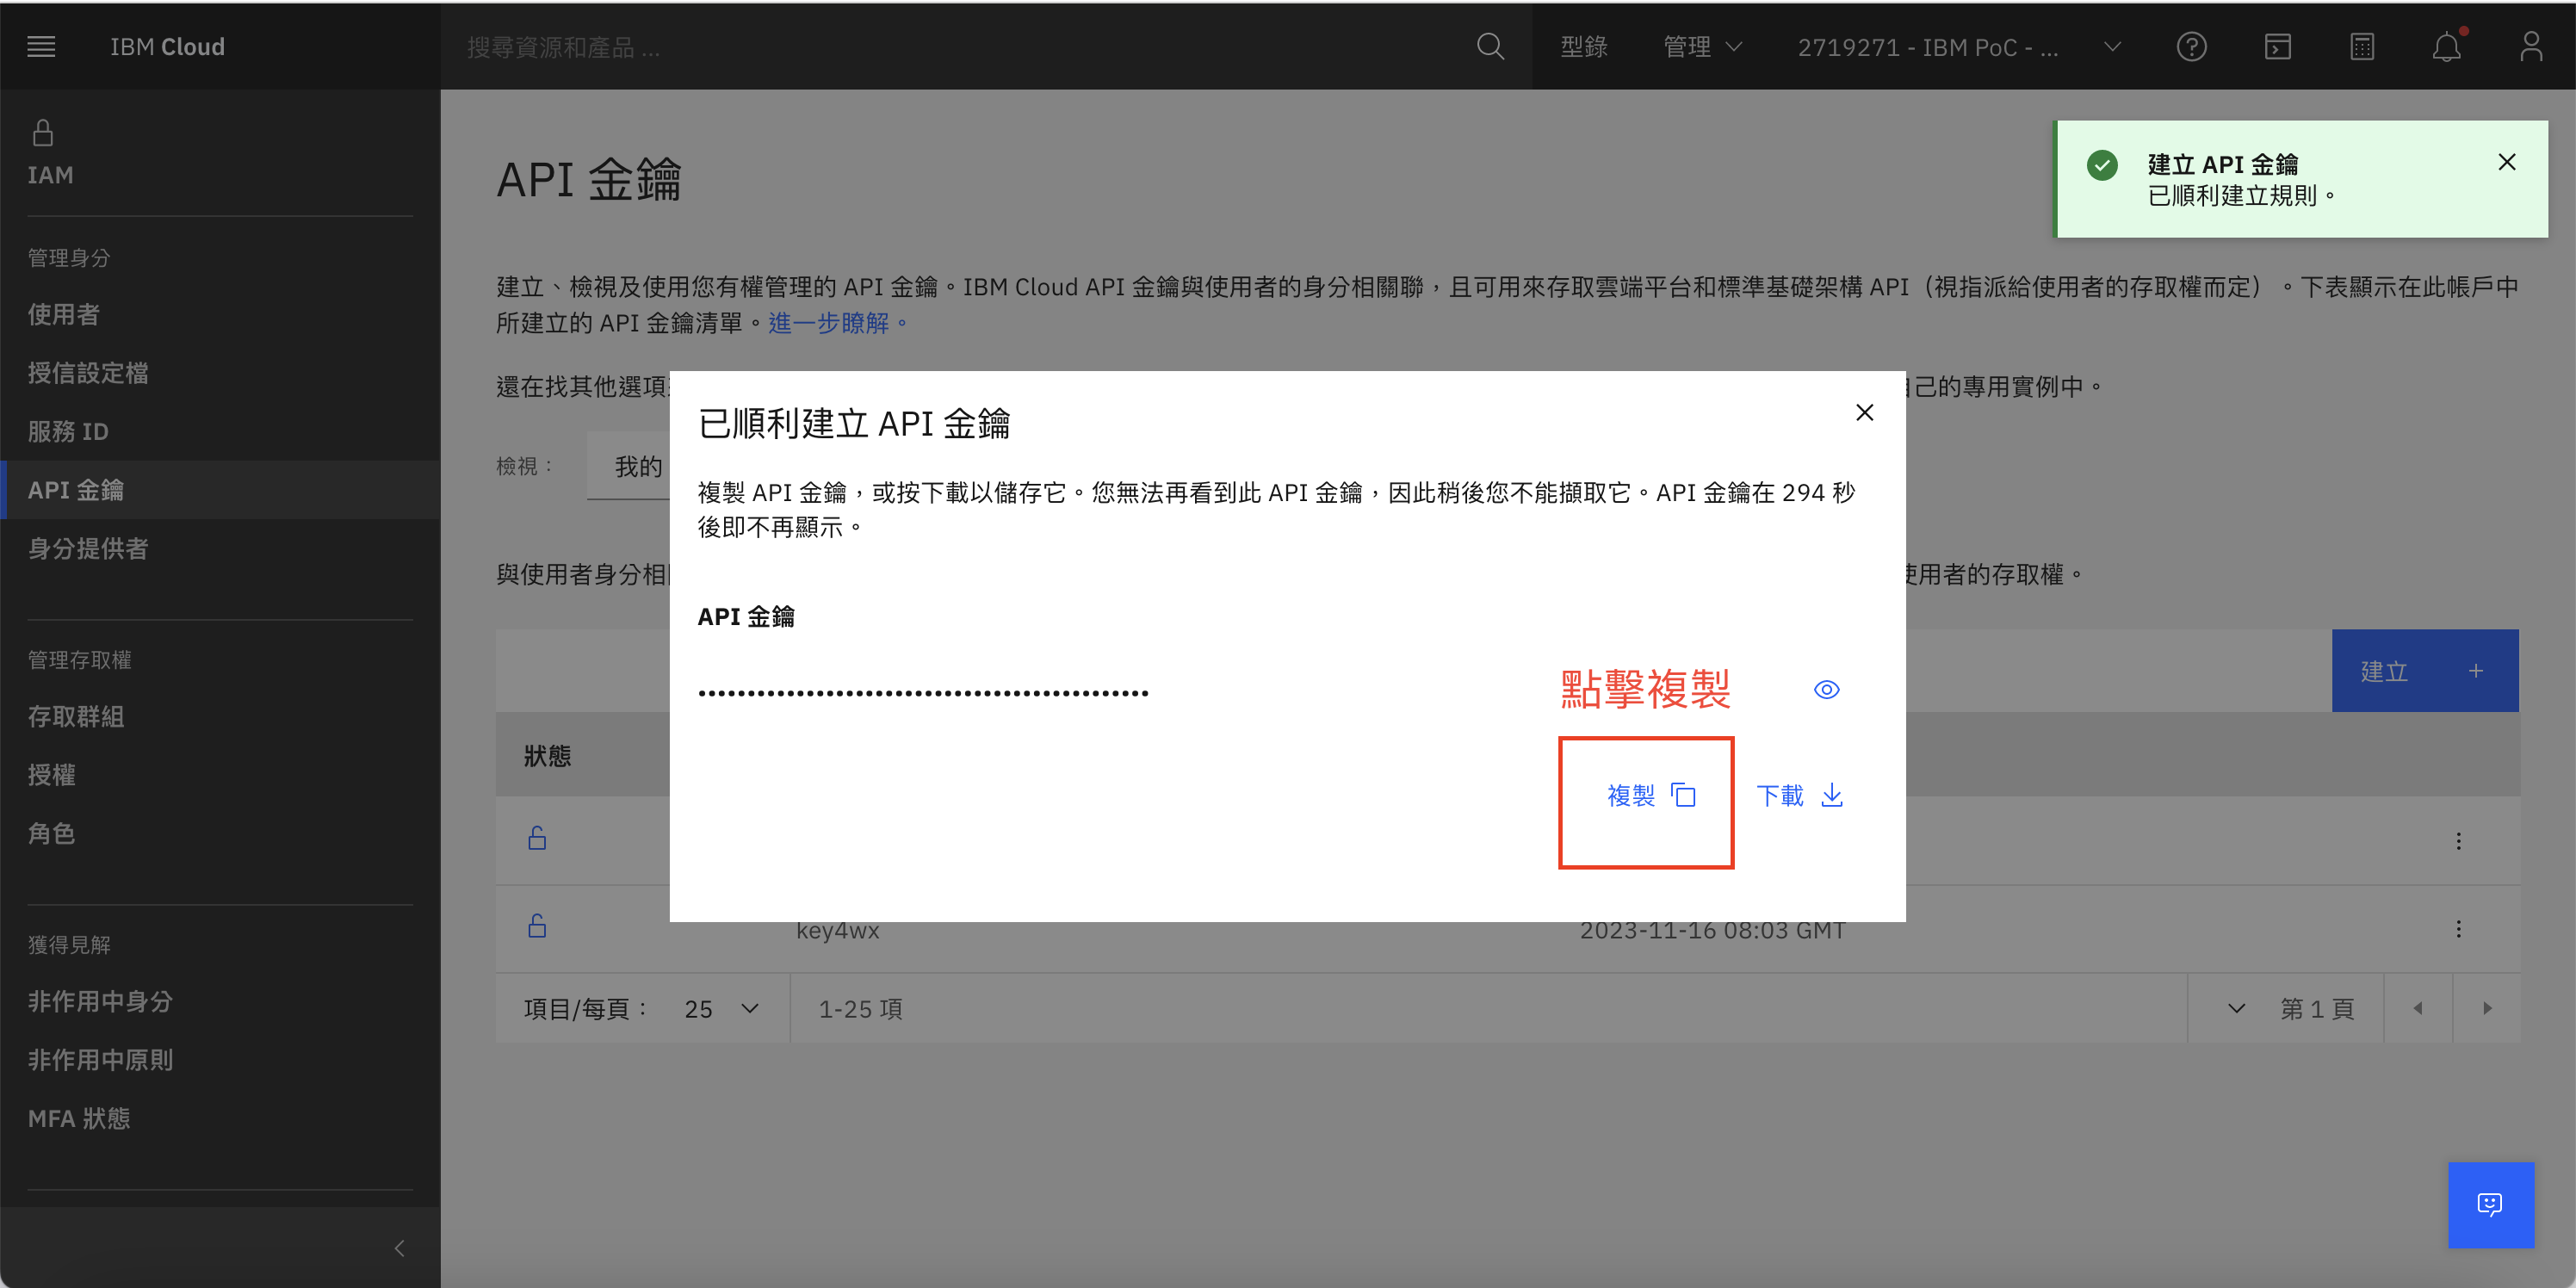 IBM Cloud
搜尋資源和產品 ...
型錄
管理
2719271 - IBM PoC - ...
IAM
管理身分
使用者
授信設定檔
服務 ID
API 金鑰
身分提供者
管理存取權
存取群組
授權
角色
獲得見解
非作用中身分
非作用中原則
MFA 狀態
API 金鑰
建立、檢視及使用您有權管理的 API 金鑰。IBM Cloud API 金鑰與使用者的身分相關聯，且可用來存取雲端平台和標準基礎架構 API（視指派給使用者的存取權而定）。下表顯示在此帳戶中
所建立的 API 金鑰清單。進一步瞭解。
還在找其他選項
己的專用實例中。
檢視：
我的
與使用者身分相
使用者的存取權。
建立 +
狀態
key4wx
2023-11-16 08:03 GMT
項目/每頁：
25
1-25 項
第 1 頁
建立 API 金鑰
已順利建立規則。
已順利建立 API 金鑰
複製 API 金鑰，或按下載以儲存它。您無法再看到此 API 金鑰，因此稍後您不能擷取它。API 金鑰在 294 秒
後即不再顯示。
API 金鑰
點擊複製
複製
下載